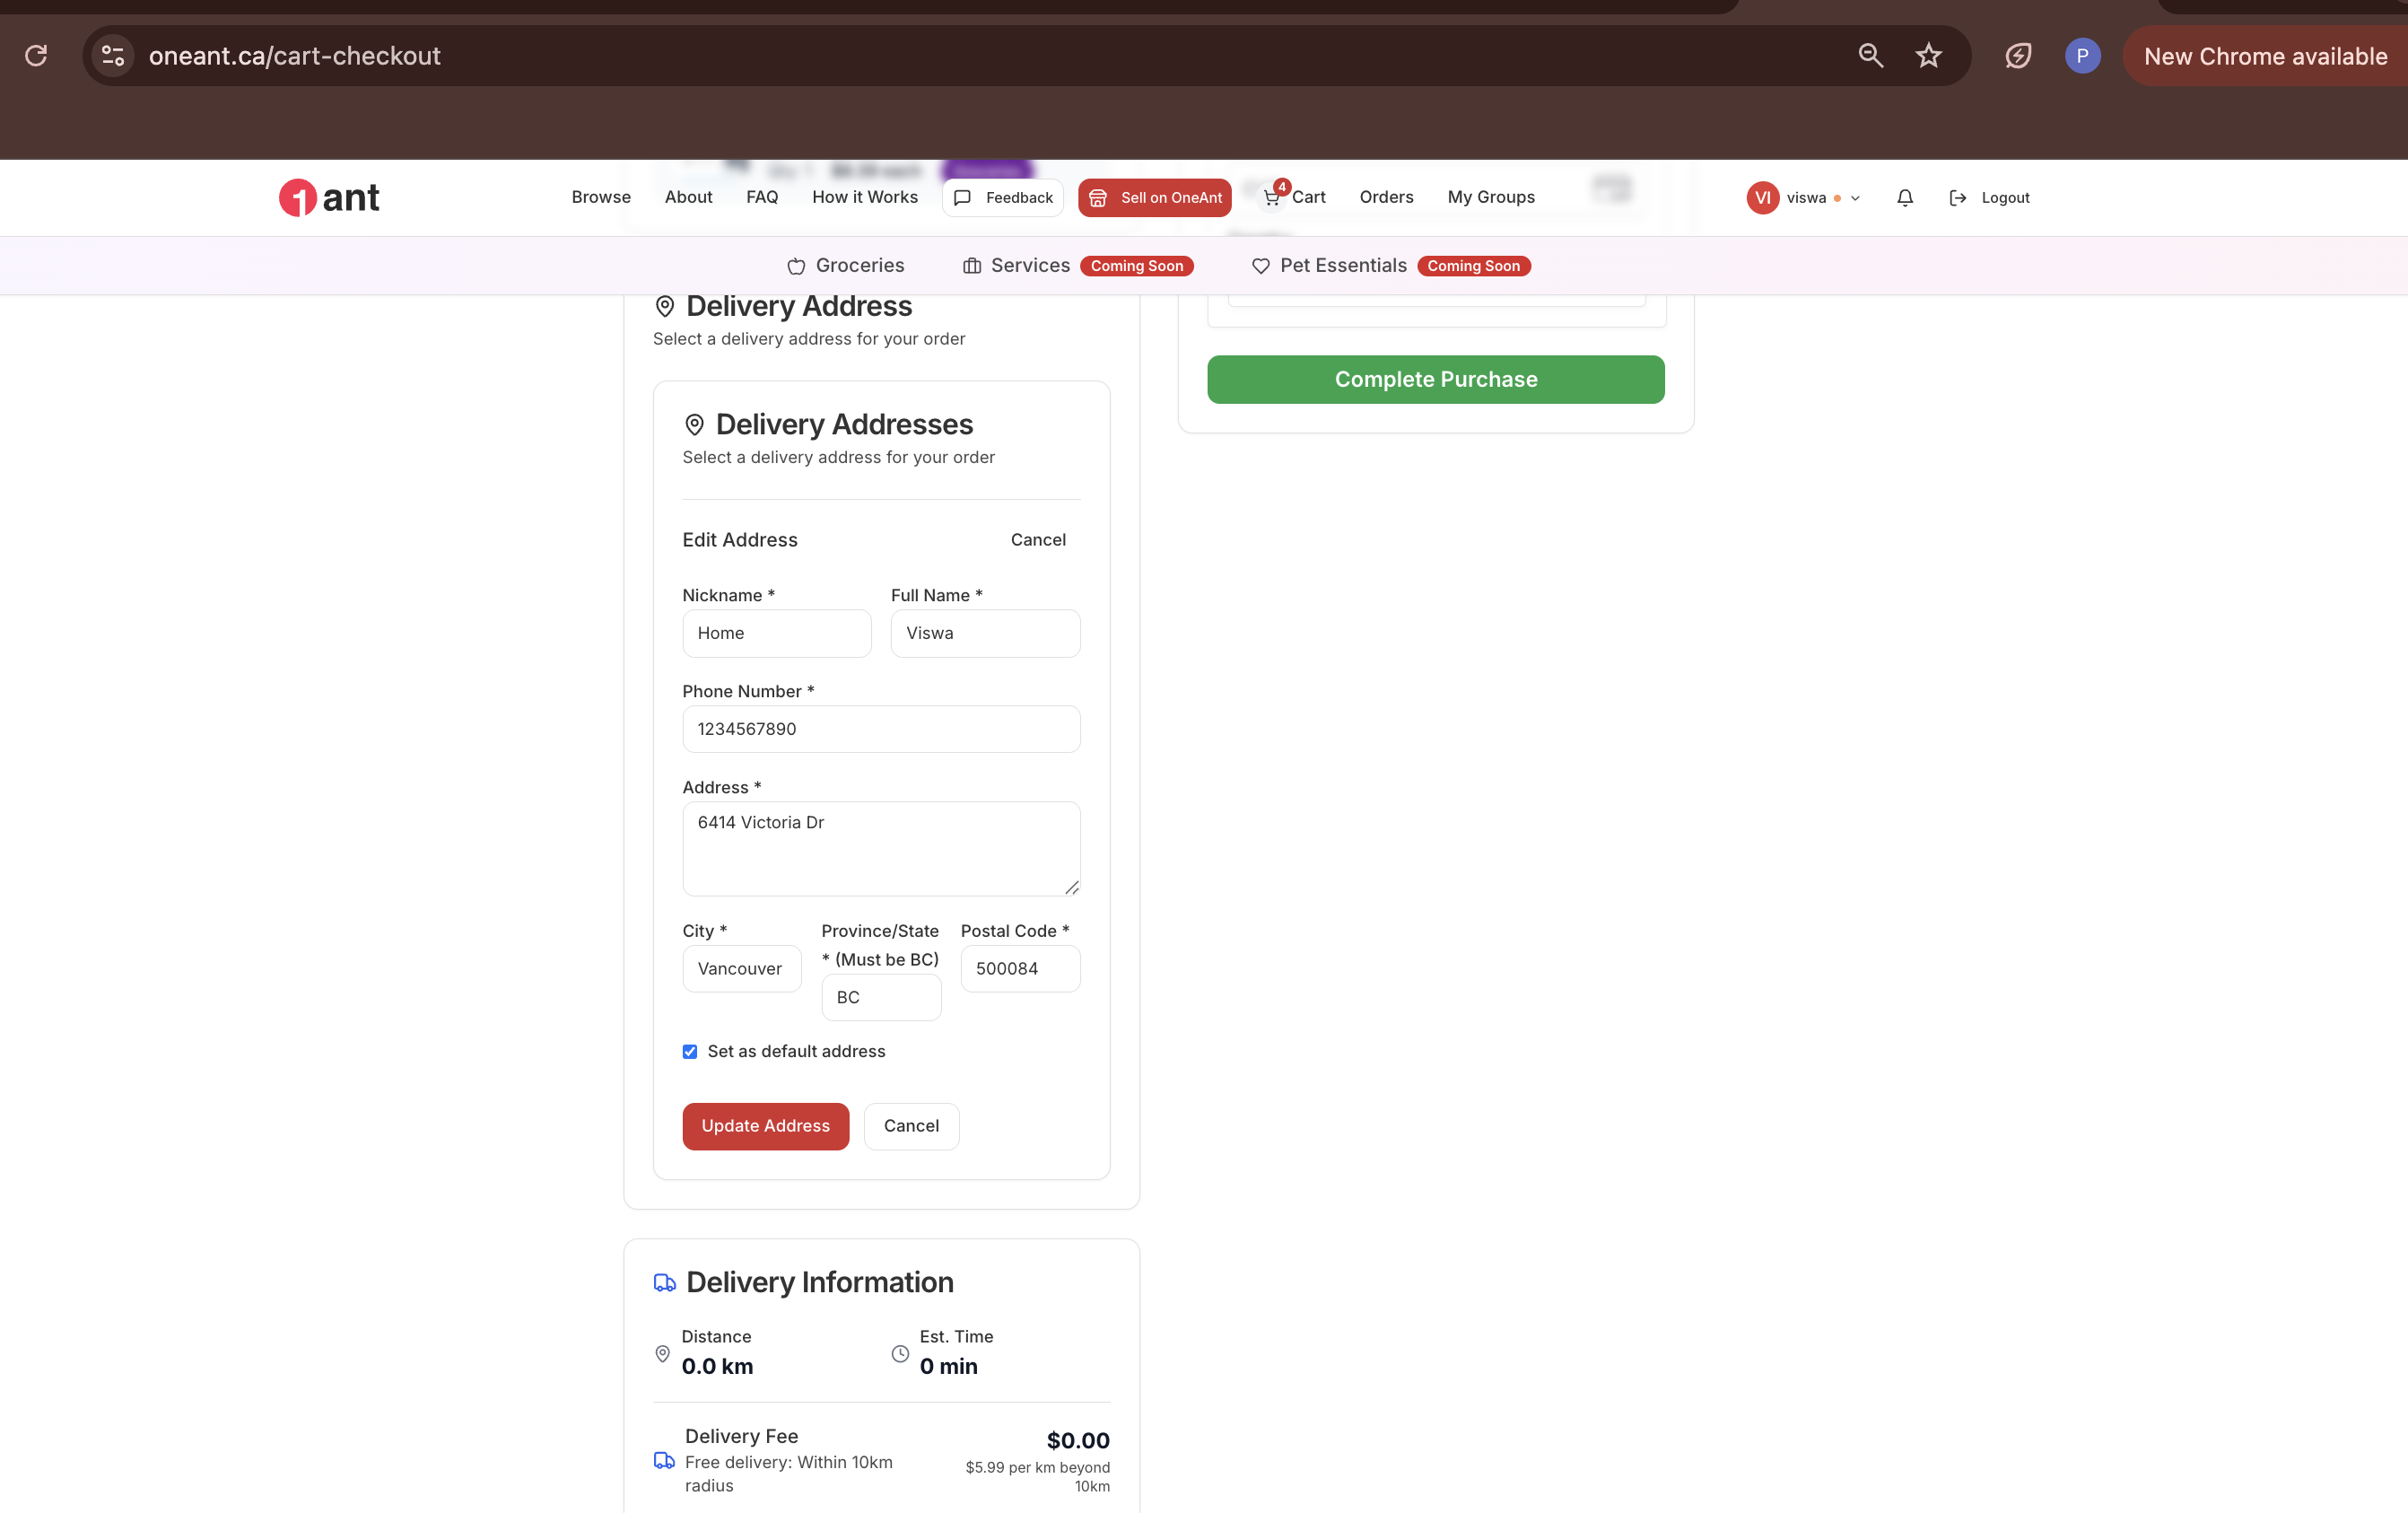 oneant.ca/cart-checkout
P
New Chrome available
1 ant
Browse
About
FAQ
How it Works
Feedback
Sell on OneAnt
4
Cart
Orders
My Groups
VI
viswa
Logout
Groceries
Services
Coming Soon
Pet Essentials
Coming Soon
Delivery Address
Select a delivery address for your order
Delivery Addresses
Select a delivery address for your order
Edit Address
Cancel
Nickname *
Full Name *
Home
Viswa
Phone Number *
1234567890
Address *
6414 Victoria Dr
City *
Province/State
* (Must be BC)
Postal Code *
Vancouver
BC
500084
Set as default address
Update Address
Cancel
Delivery Information
Distance
0.0 km
Est. Time
0 min
Delivery Fee
Free delivery: Within 10km
radius
$0.00
$5.99 per km beyond
10km
Complete Purchase